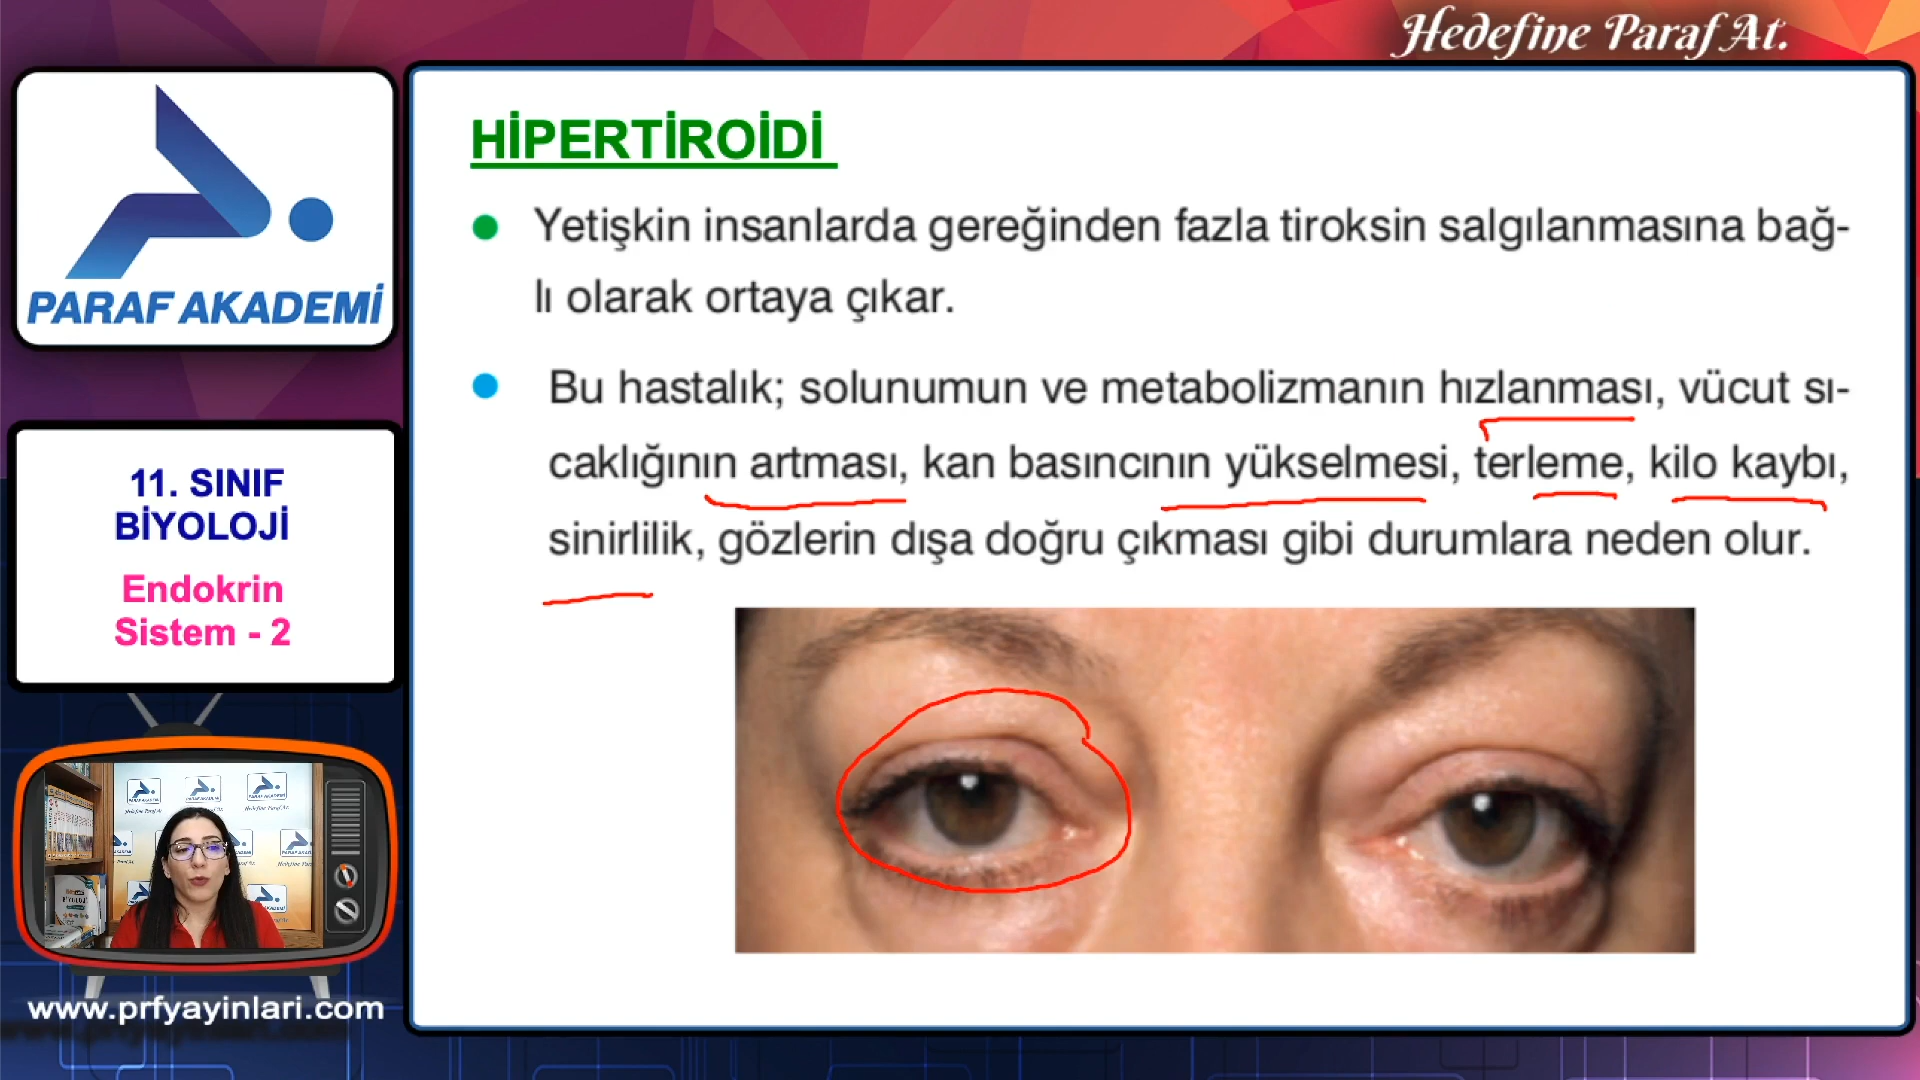 Hedefine Paraf At.
PARAF AKADEMİ
11. SINIF
BİYOLOJİ
Endokrin
Sistem - 2
www.prfyayinlari.com
HİPERTİROİDİ
Yetişkin insanlarda gereğinden fazla tiroksin salgılanmasına bağ-
lı olarak ortaya çıkar.
Bu hastalık; solunumun ve metabolizmanın hızlanması, vücut sı-
caklığının artması, kan basıncının yükselmesi, terleme, kilo kaybı,
sinirlilik, gözlerin dışa doğru çıkması gibi durumlara neden olur.